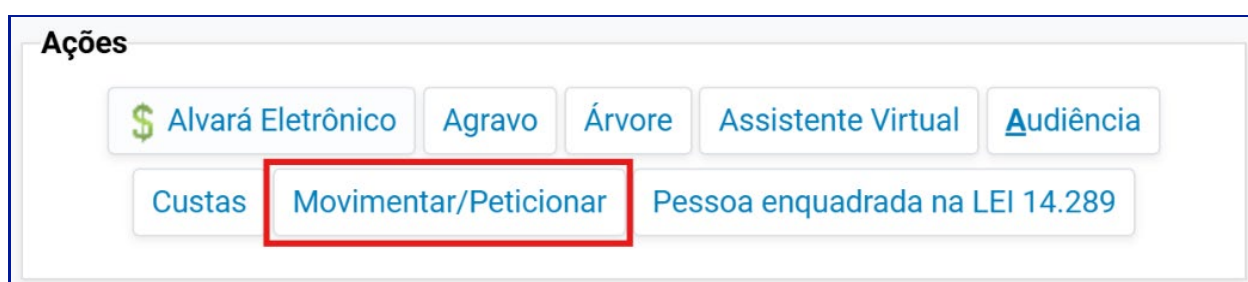 Ações
Alvará Eletrônico Agravo Árvore Assistente Virtual Audiência
Custas Movimentar/Peticionar Pessoa enquadrada na LEI 14.289